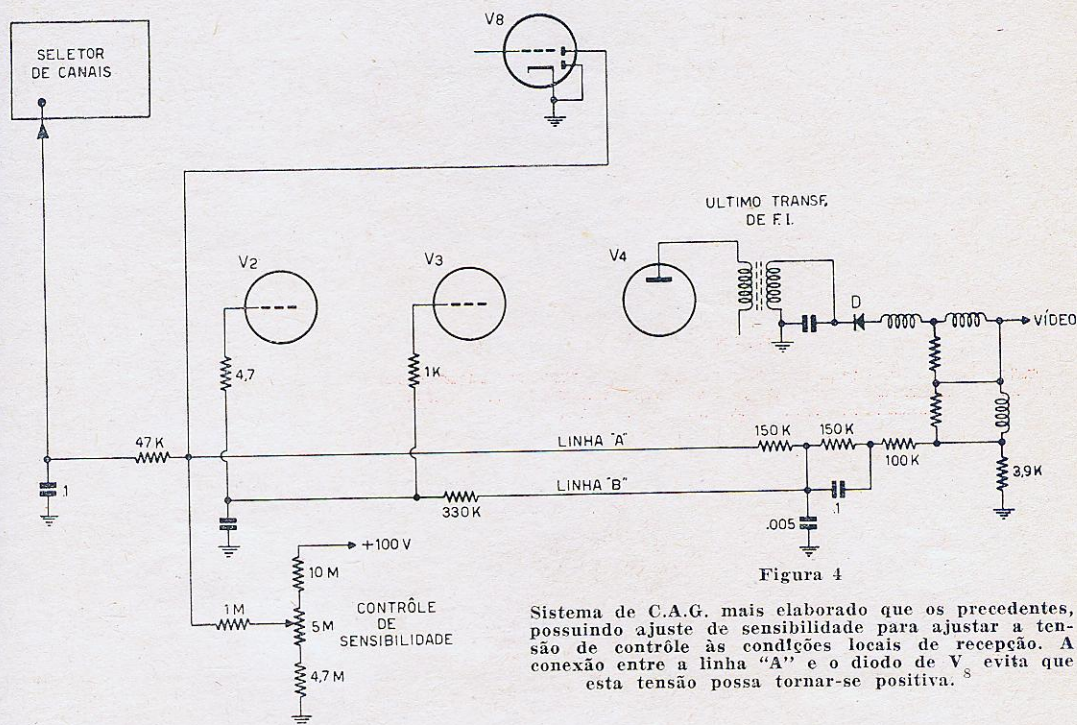 SELETOR
DE CANAIS
V8
ULTIMO TRANSF.
DE F.I.
V2
V3
V4
D
VÍDEO
4,7
1K
47K
LINHA "A"
150K
150K
100K
3,9K
.1
LINHA "B"
330K
.1
.005
+100 V
10 M
1M
5M
CONTRÔLE
DE
SENSIBILIDADE
4,7 M
Figura 4
Sistema de C.A.G. mais elaborado que os precedentes,
possuindo ajuste de sensibilidade para ajustar a ten-
são de contrôle às condições locais de recepção. A
conexão entre a linha "A" e o diodo de V8 evita que
esta tensão possa tornar-se positiva.